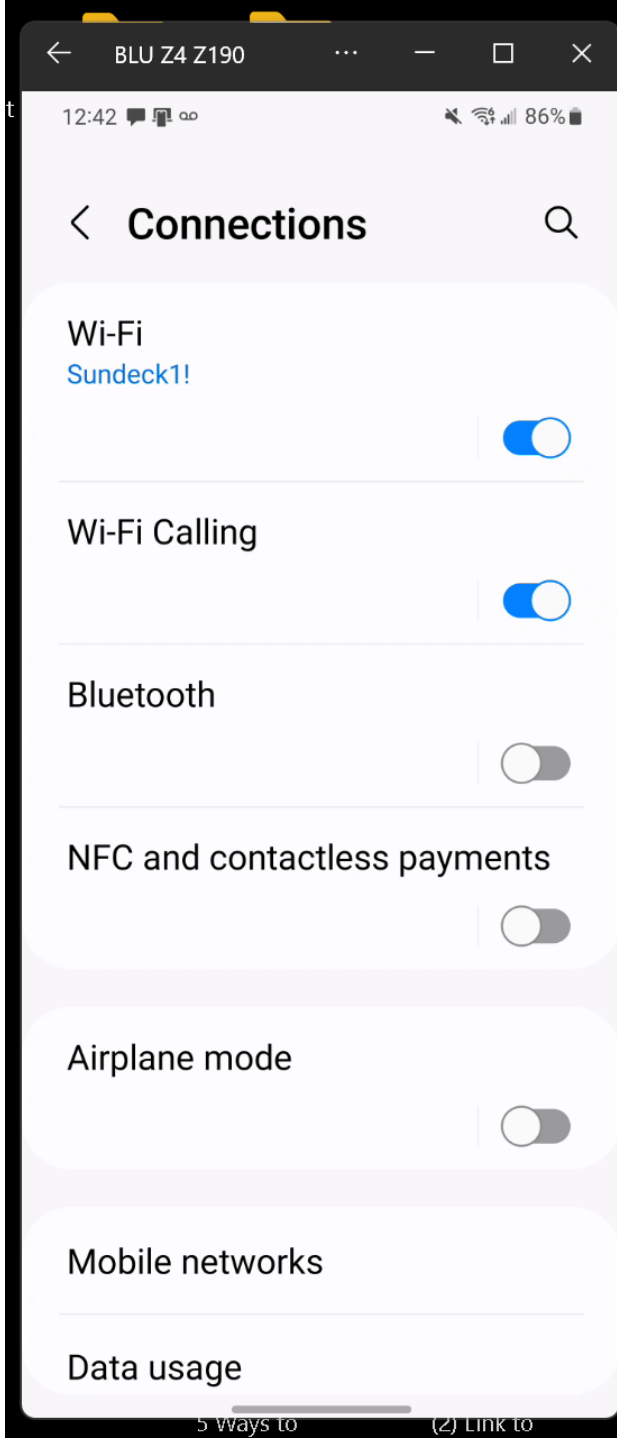 BLU Z4 Z190
t
12:42 86%
Connections
Wi-Fi
Sundeck1!
Wi-Fi Calling
Bluetooth
NFC and contactless payments
Airplane mode
Mobile networks
Data usage
5 Ways to (2) Link to